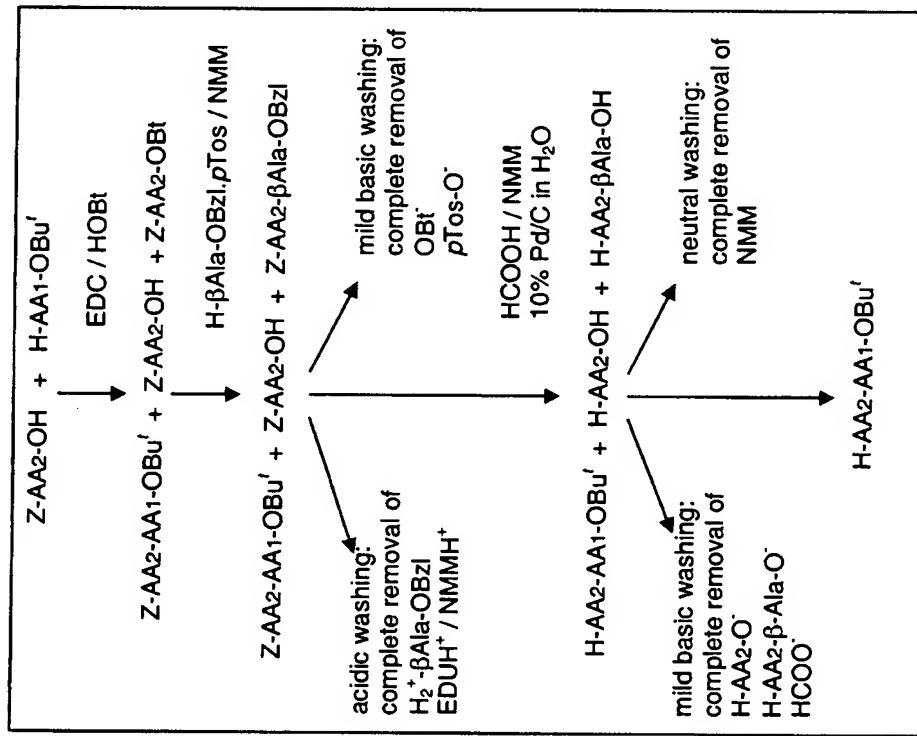 Z-AA2-OH + H-AA1-OBuᵗ
EDC / HOBt
Z-AA2-AA1-OBuᵗ + Z-AA2-OH + Z-AA2-OBt
H-βAla-OBzl.pTos / NMM
Z-AA2-AA1-OBuᵗ + Z-AA2-OH + Z-AA2-βAla-OBzl
acidic washing:
complete removal of
H₂⁺-βAla-OBzl
EDUH⁺ / NMMH⁺
mild basic washing:
complete removal of
OBt⁻
pTos-O⁻
HCOOH / NMM
10% Pd/C in H₂O
H-AA2-AA1-OBuᵗ + H-AA2-OH + H-AA2-βAla-OH
mild basic washing:
complete removal of
H-AA2-O⁻
H-AA2-β-Ala-O⁻
HCOO⁻
neutral washing:
complete removal of
NMM
H-AA2-AA1-OBuᵗ